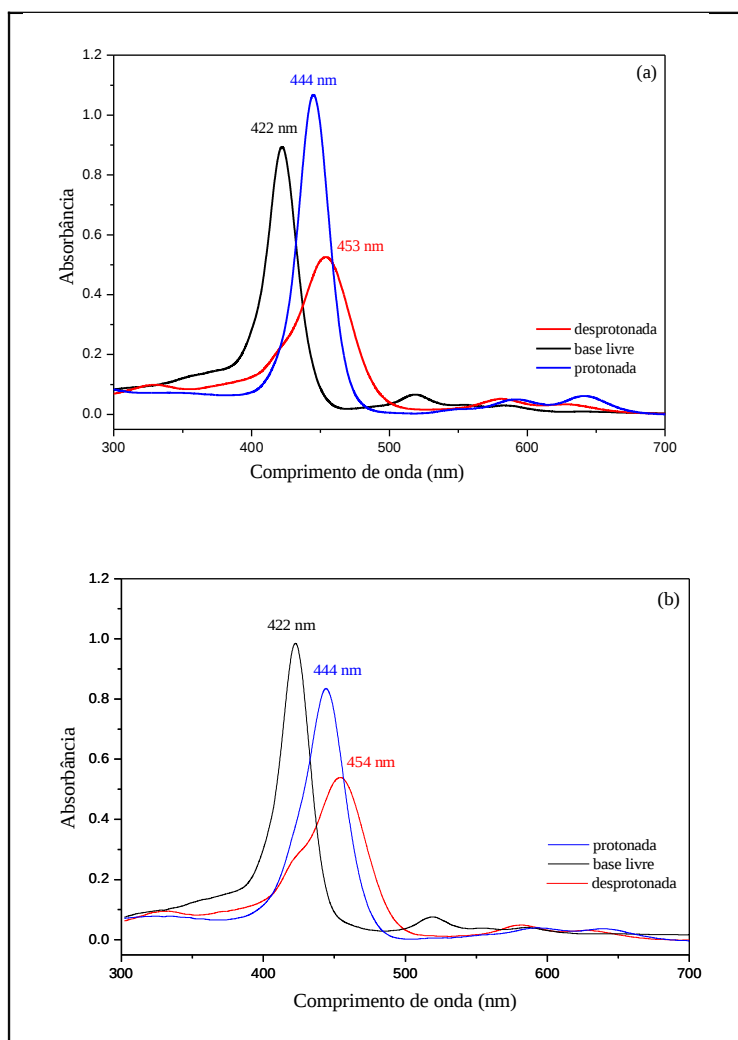 1.2
(a)
444 nm
1.0
422 nm
0.8
Absorbância
0.6
453 nm
0.4
desprotonada
base livre
0.2
protonada
0.0
300 400 500 600 700
Comprimento de onda (nm)
1.2
(b)
422 nm
1.0
444 nm
0.8
Absorbância
0.6
454 nm
0.4
protonada
base livre
0.2
desprotonada
0.0
300 400 500 600 700
Comprimento de onda (nm)